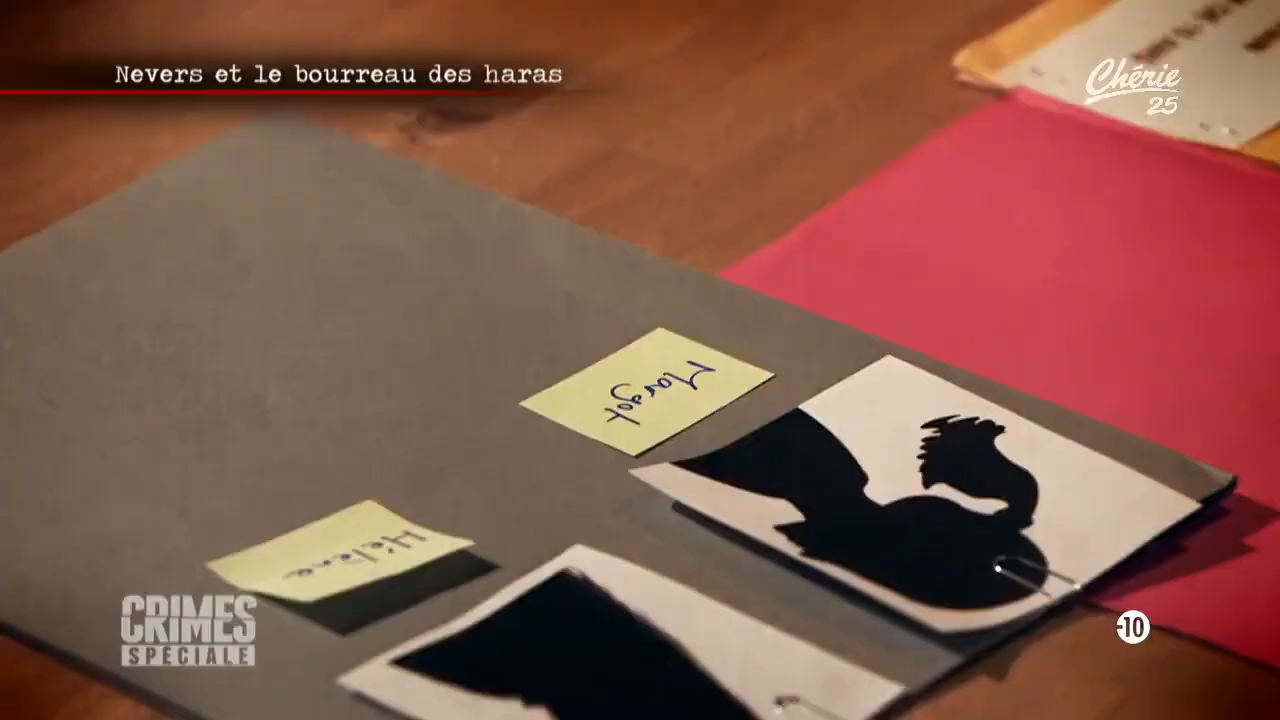 Nevers et le bourreau des haras
Chérie
25
Margot
Hélène
CRIMES
SPÉCIALE
-10